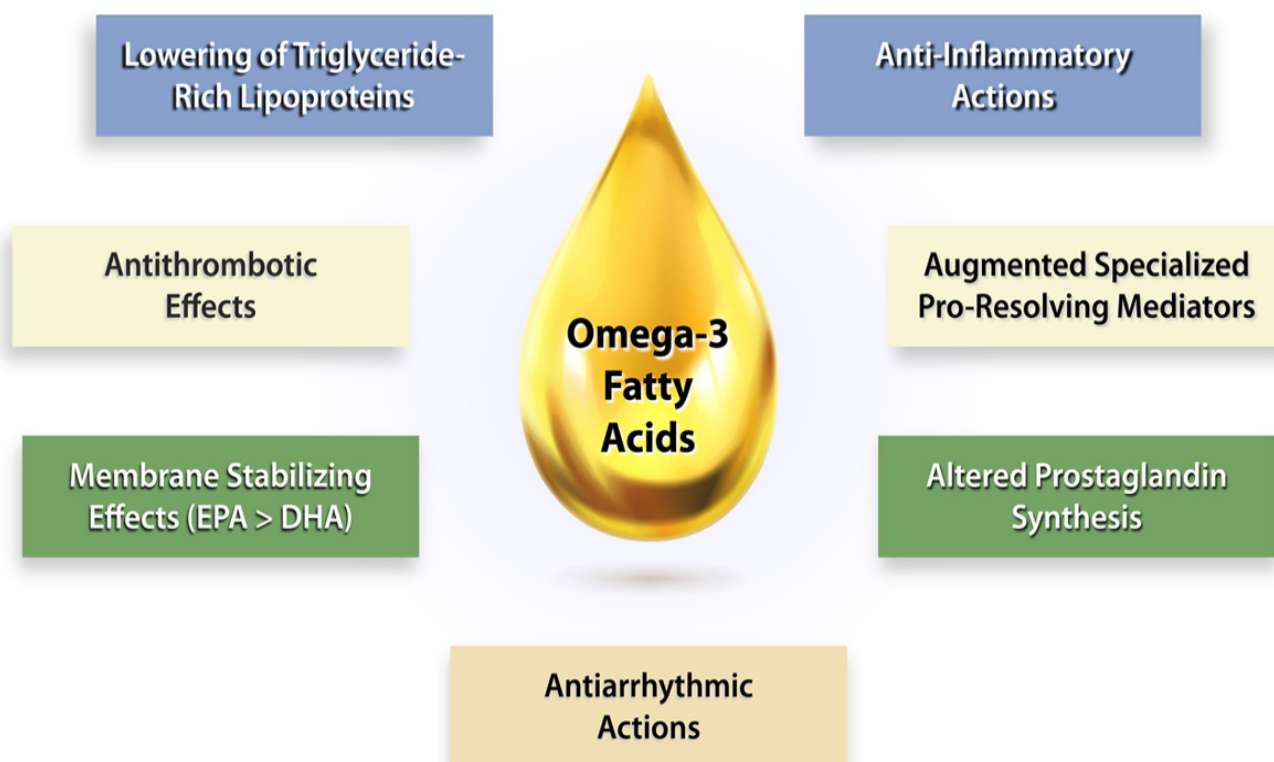 Lowering of Triglyceride-
Rich Lipoproteins
Anti-Inflammatory
Actions
Antithrombotic
Effects
Augmented Specialized
Pro-Resolving Mediators
Omega-3
Fatty
Acids
Membrane Stabilizing
Effects (EPA > DHA)
Altered Prostaglandin
Synthesis
Antiarrhythmic
Actions